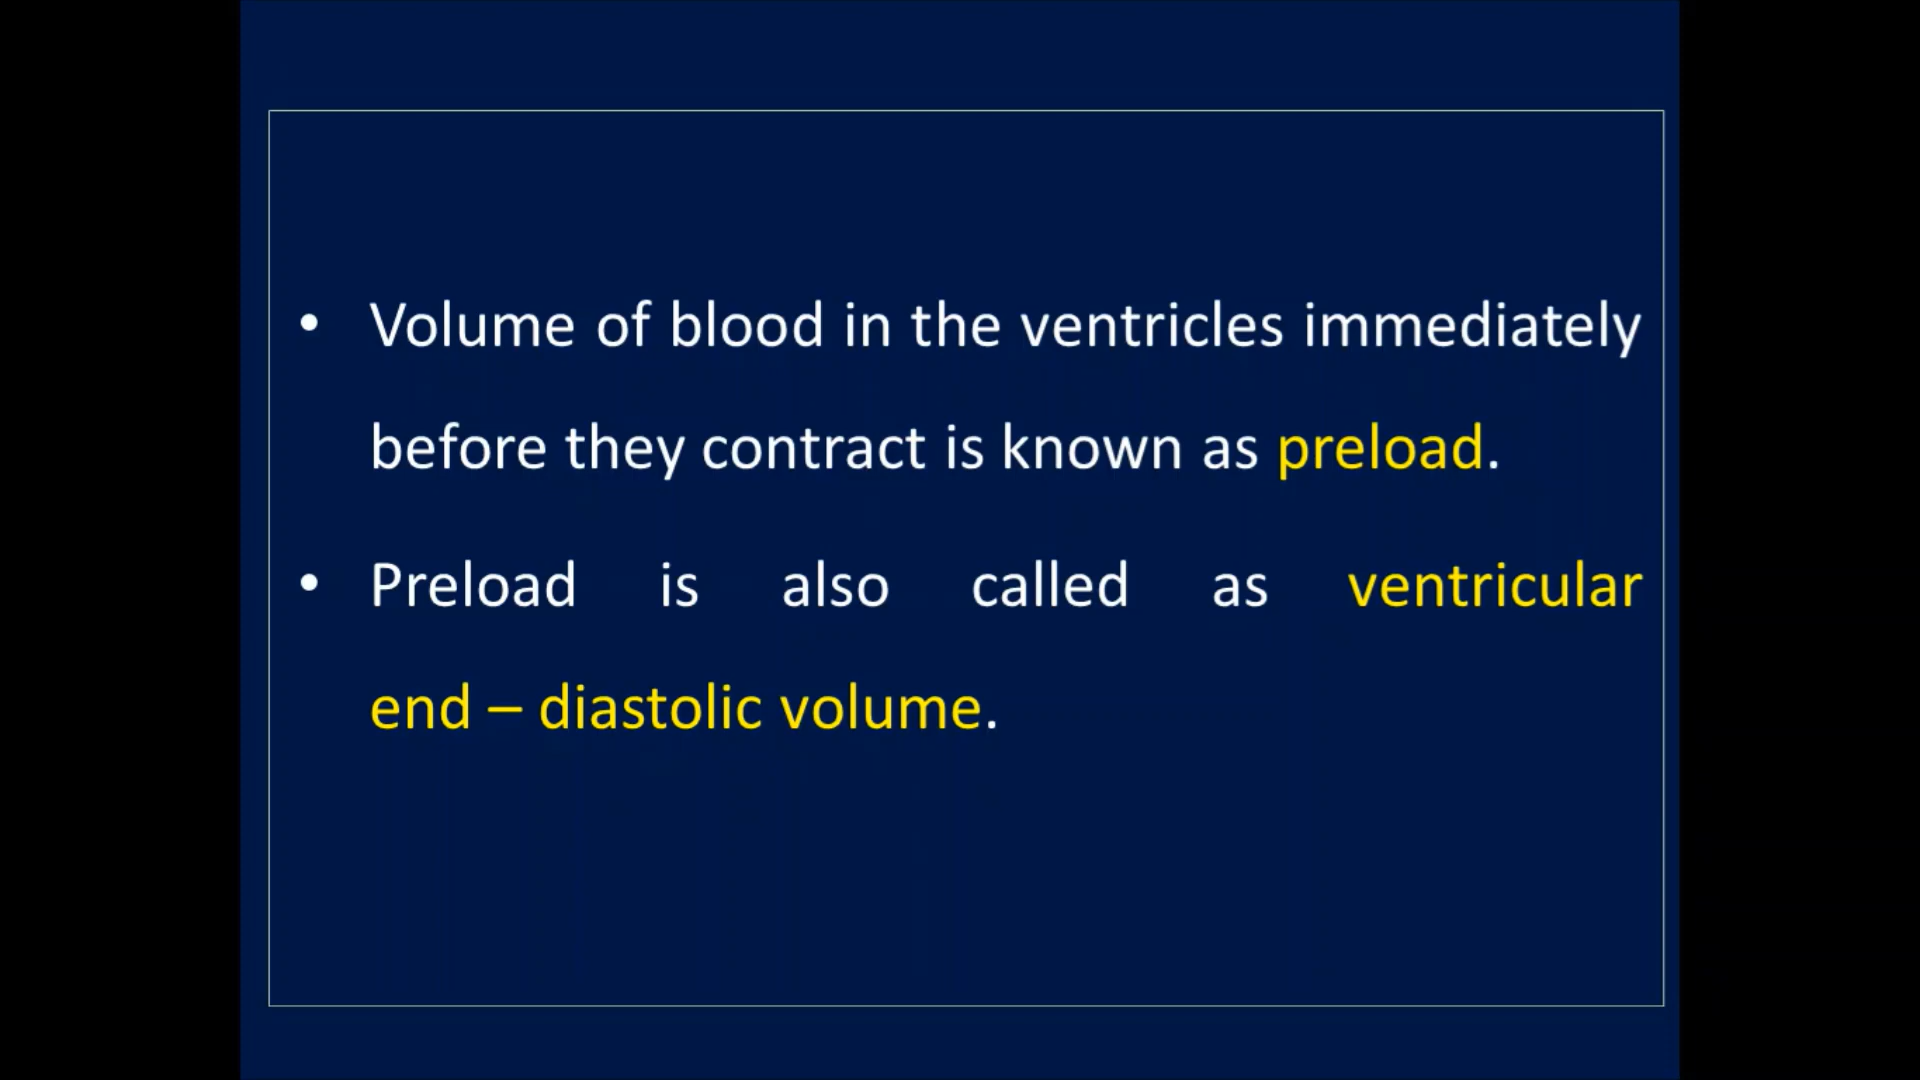 • Volume of blood in the ventricles immediately
before they contract is known as preload.
• Preload is also called as ventricular
end – diastolic volume.